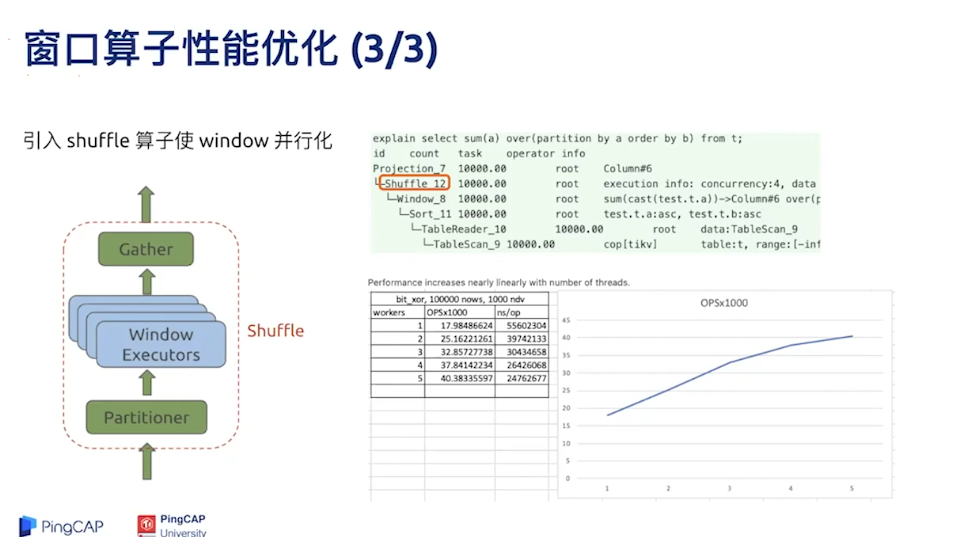 窗口算子性能优化 (3/3)
引入 shuffle 算子使 window 并行化
Gather
Window
Executors
Partitioner
Shuffle
explain select sum(a) over(partition by a order by b) from t;
id count task operator info
Projection_7 10000.00 root Column#6
└─Shuffle_12 10000.00 root execution info: concurrency:4, data
└─Window_8 10000.00 root sum(cast(test.t.a))->Column#6 over(p
└─Sort_11 10000.00 root test.t.a:asc, test.t.b:asc
└─TableReader_10 10000.00 root data:TableScan_9
└─TableScan_9 10000.00 cop[tikv] table:t, range:[-inf
Performance increases nearly linearly with number of threads.
bit_xor, 100000 nows, 1000 ndv
workers OPSx1000 ns/op
1 17.98486624 55602304
2 25.16221261 39742133
3 32.85727738 30434658
4 37.84142234 26426068
5 40.38335597 24762677
OPSx1000
45
40
35
30
25
20
15
10
5
0
1 2 3 4 5
PingCAP
PingCAP
University